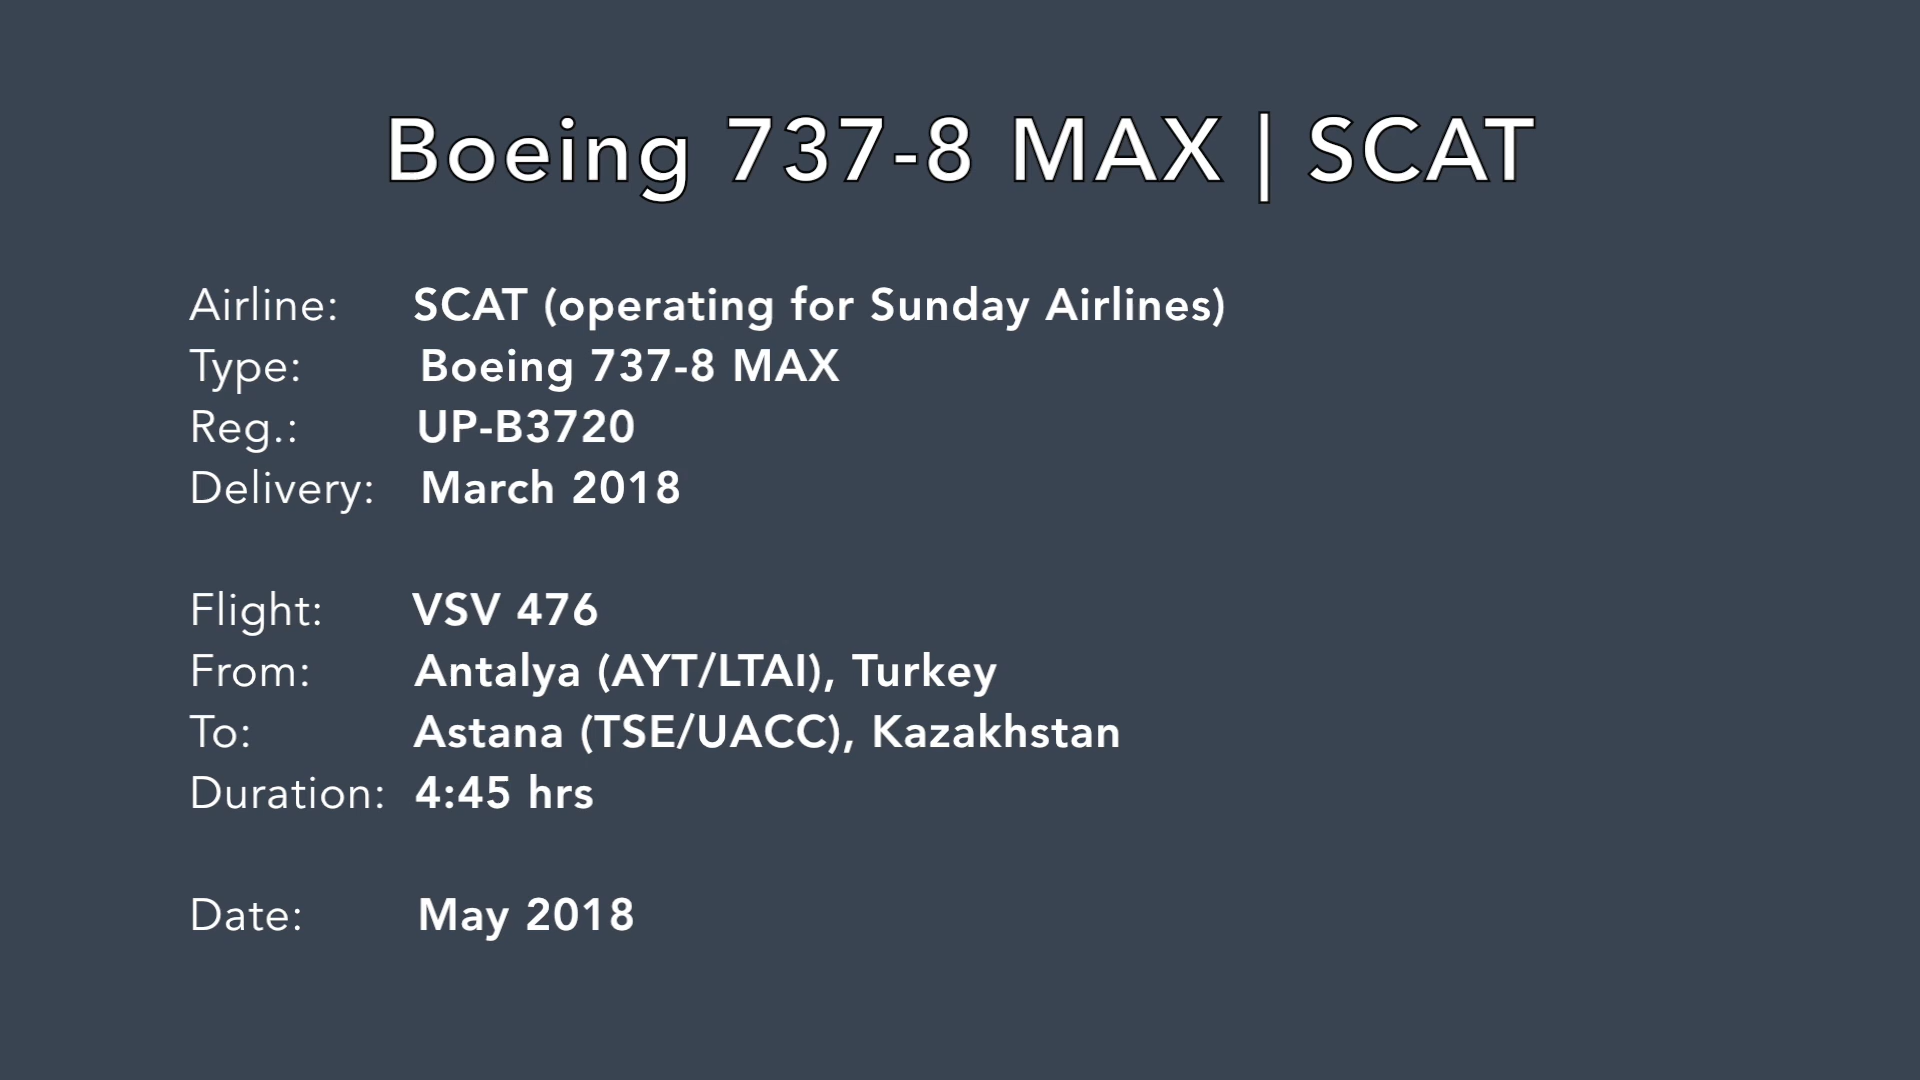 Boeing 737-8 MAX | SCAT
Airline: SCAT (operating for Sunday Airlines)
Type: Boeing 737-8 MAX
Reg.: UP-B3720
Delivery: March 2018
Flight: VSV 476
From: Antalya (AYT/LTAI), Turkey
To: Astana (TSE/UACC), Kazakhstan
Duration: 4:45 hrs
Date: May 2018